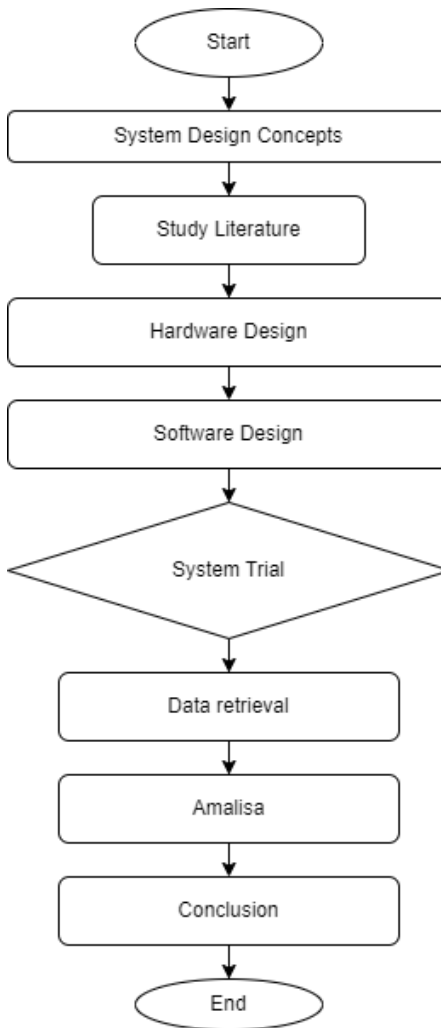 Start
System Design Concepts
Study Literature
Hardware Design
Software Design
System Trial
Data retrieval
Amalisa
Conclusion
End